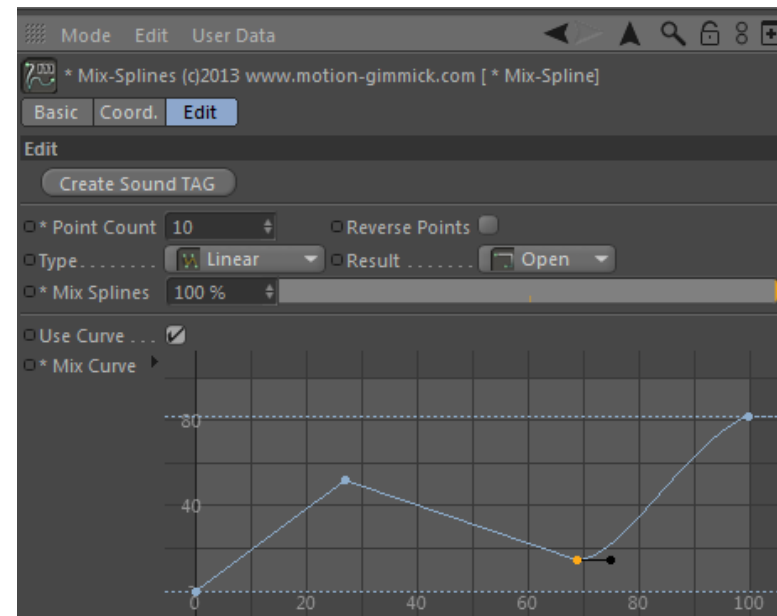 Mode Edit User Data
* Mix-Splines (c)2013 www.motion-gimmick.com [ * Mix-Spline]
Basic Coord. Edit
Edit
Create Sound TAG
* Point Count 10 Reverse Points
Type........ Linear Result ....... Open
* Mix Splines 100 %
Use Curve ...
* Mix Curve
80
40
0 20 40 60 80 100